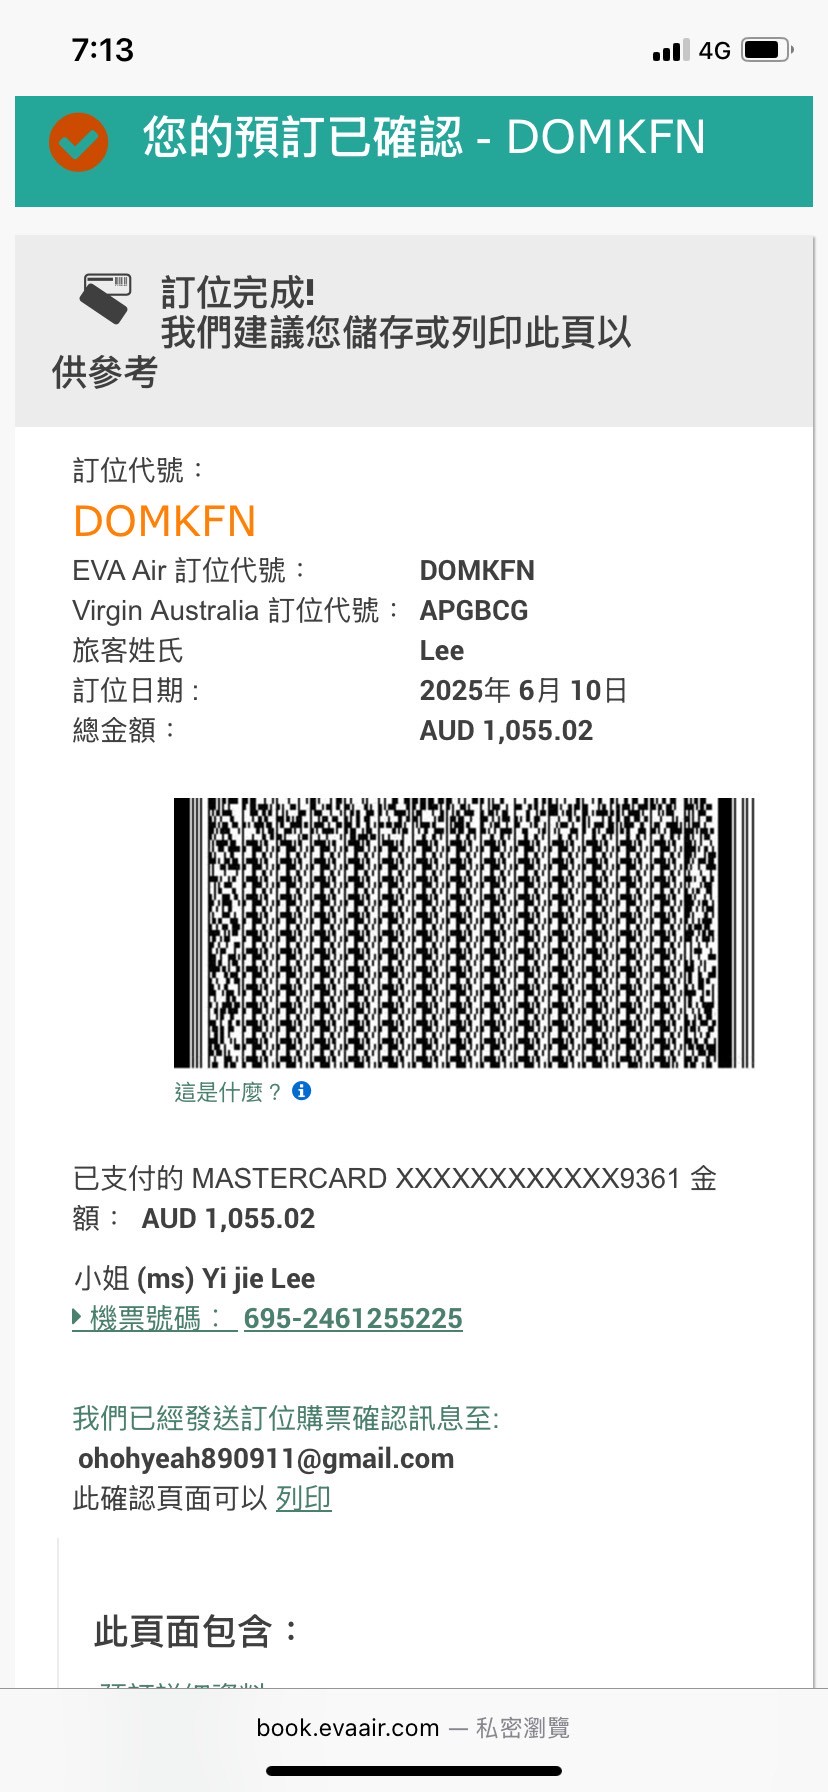 7:13
4G
您的預訂已確認 - DOMKFN
訂位完成!
我們建議您儲存或列印此頁以
供參考
訂位代號：
DOMKFN
EVA Air 訂位代號： DOMKFN
Virgin Australia 訂位代號： APGBCG
旅客姓氏 Lee
訂位日期 : 2025年 6月 10日
總金額： AUD 1,055.02
這是什麼？
已支付的 MASTERCARD XXXXXXXXXXXX9361 金
額： AUD 1,055.02
小姐 (ms) Yi jie Lee
機票號碼： 695-2461255225
我們已經發送訂位購票確認訊息至:
ohohyeah890911@gmail.com
此確認頁面可以 列印
此頁面包含：
book.evaair.com — 私密瀏覽